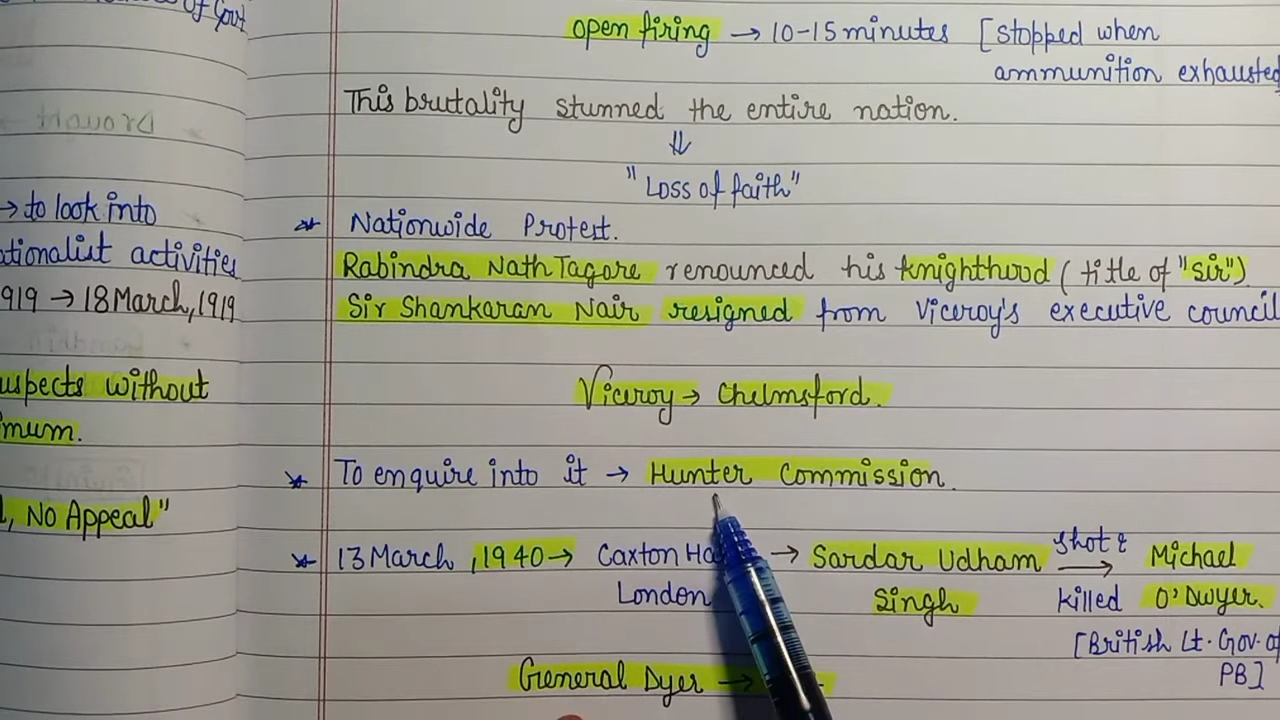 of Govt
→ to look into
ationalist activities
919 → 18 March, 1919
uspects without
mum.
, No Appeal"
open firing → 10-15 minutes [stopped when
ammunition exhausted
This brutality stunned the entire nation.
⇓
"Loss of faith"
* Nationwide Protest.
Rabindra Nath Tagore renounced his knighthood (title of "Sir")
Sir Shankaran Nair resigned from Viceroy's executive council
Viceroy → Chelmsford.
* To enquire into it → Hunter Commission.
* 13 March, 1940 → Caxton Ha → Sardar Udham shot & Michael
London Singh killed O'Dwyer.
[British Lt. Gov. of
PB]
General Dyer →